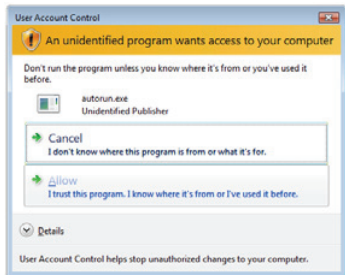 User Account Control
An unidentified program wants access to your computer
Don't run the program unless you know where it's from or you've used it
before.
autorun.exe
Unidentified Publisher
Cancel
I don't know where this program is from or what it's for.
Allow
I trust this program. I know where it's from or I've used it before.
Details
User Account Control helps stop unauthorized changes to your computer.